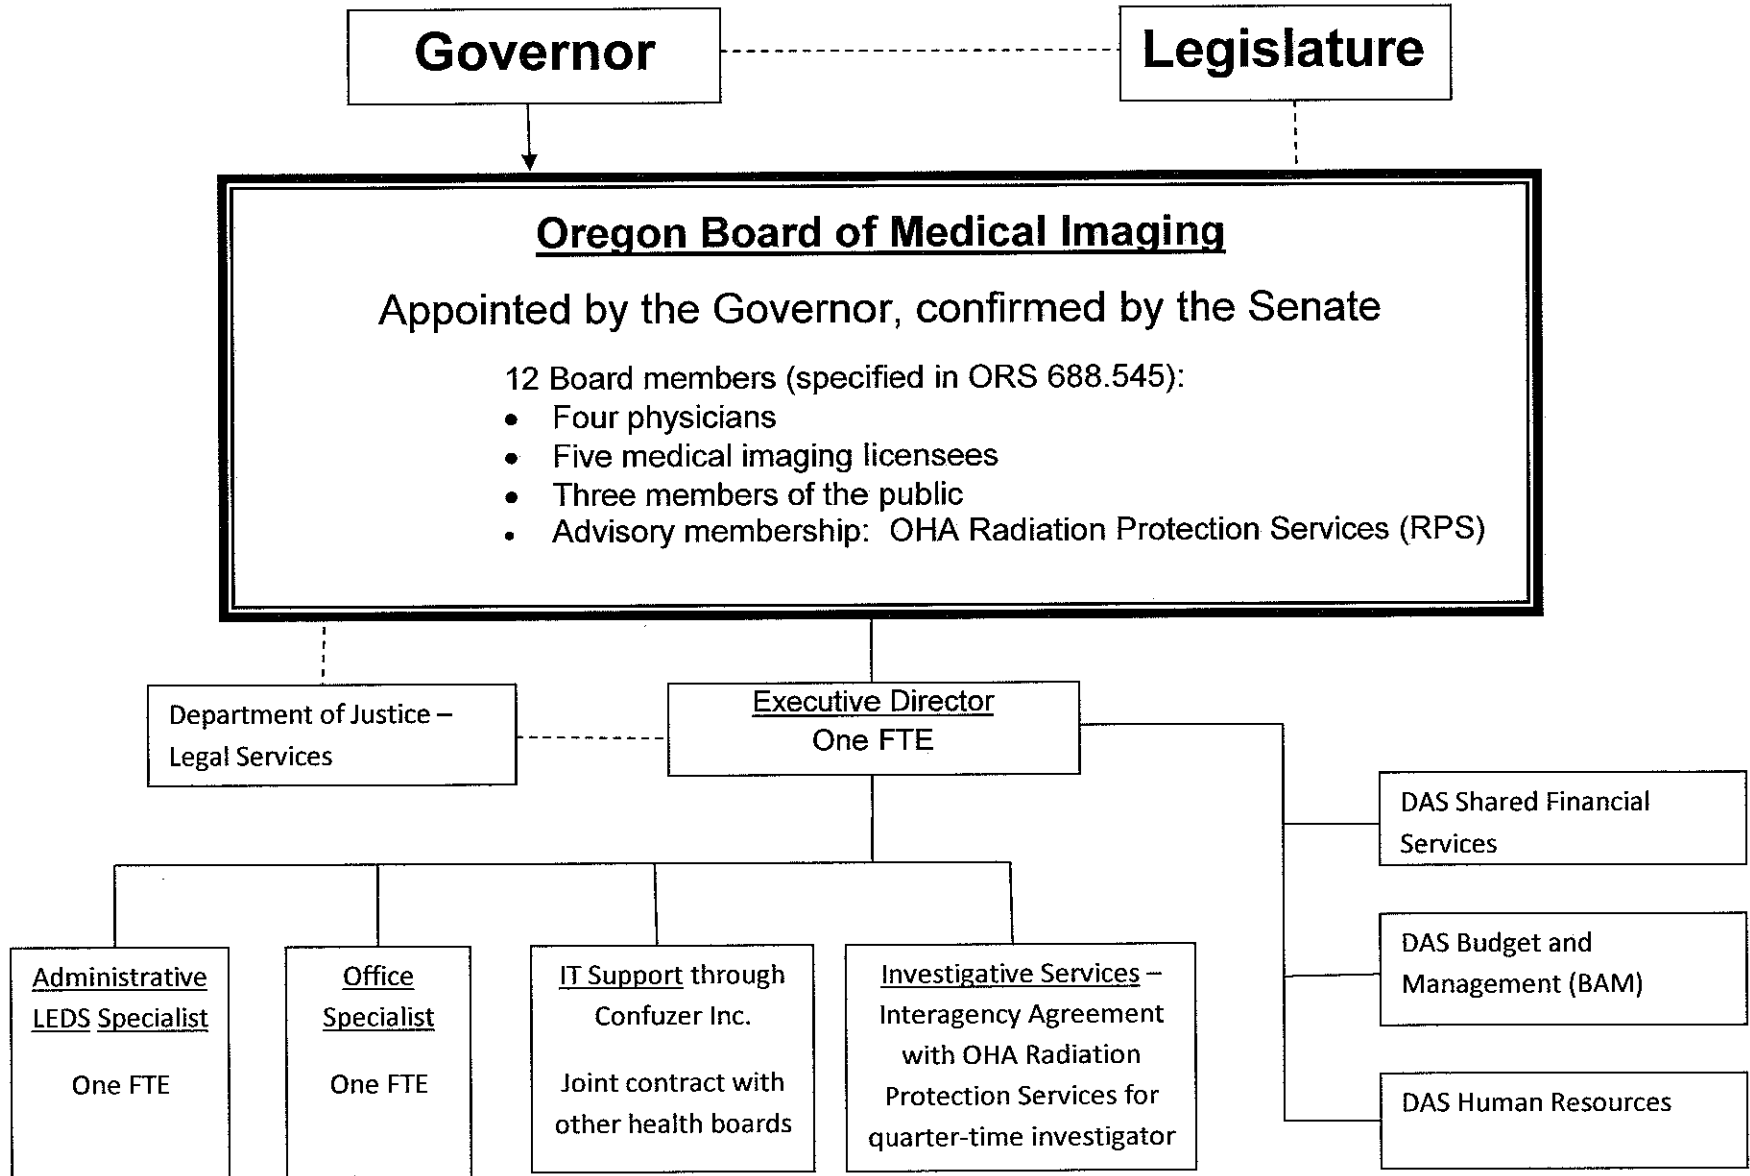 Governor
Legislature
Oregon Board of Medical Imaging
Appointed by the Governor, confirmed by the Senate
12 Board members (specified in ORS 688.545):
• Four physicians
• Five medical imaging licensees
• Three members of the public
• Advisory membership: OHA Radiation Protection Services (RPS)
Department of Justice –
Legal Services
Executive Director
One FTE
DAS Shared Financial
Services
DAS Budget and
Management (BAM)
DAS Human Resources
Administrative
LEDS Specialist
One FTE
Office
Specialist
One FTE
IT Support through
Confuzer Inc.
Joint contract with
other health boards
Investigative Services –
Interagency Agreement
with OHA Radiation
Protection Services for
quarter-time investigator